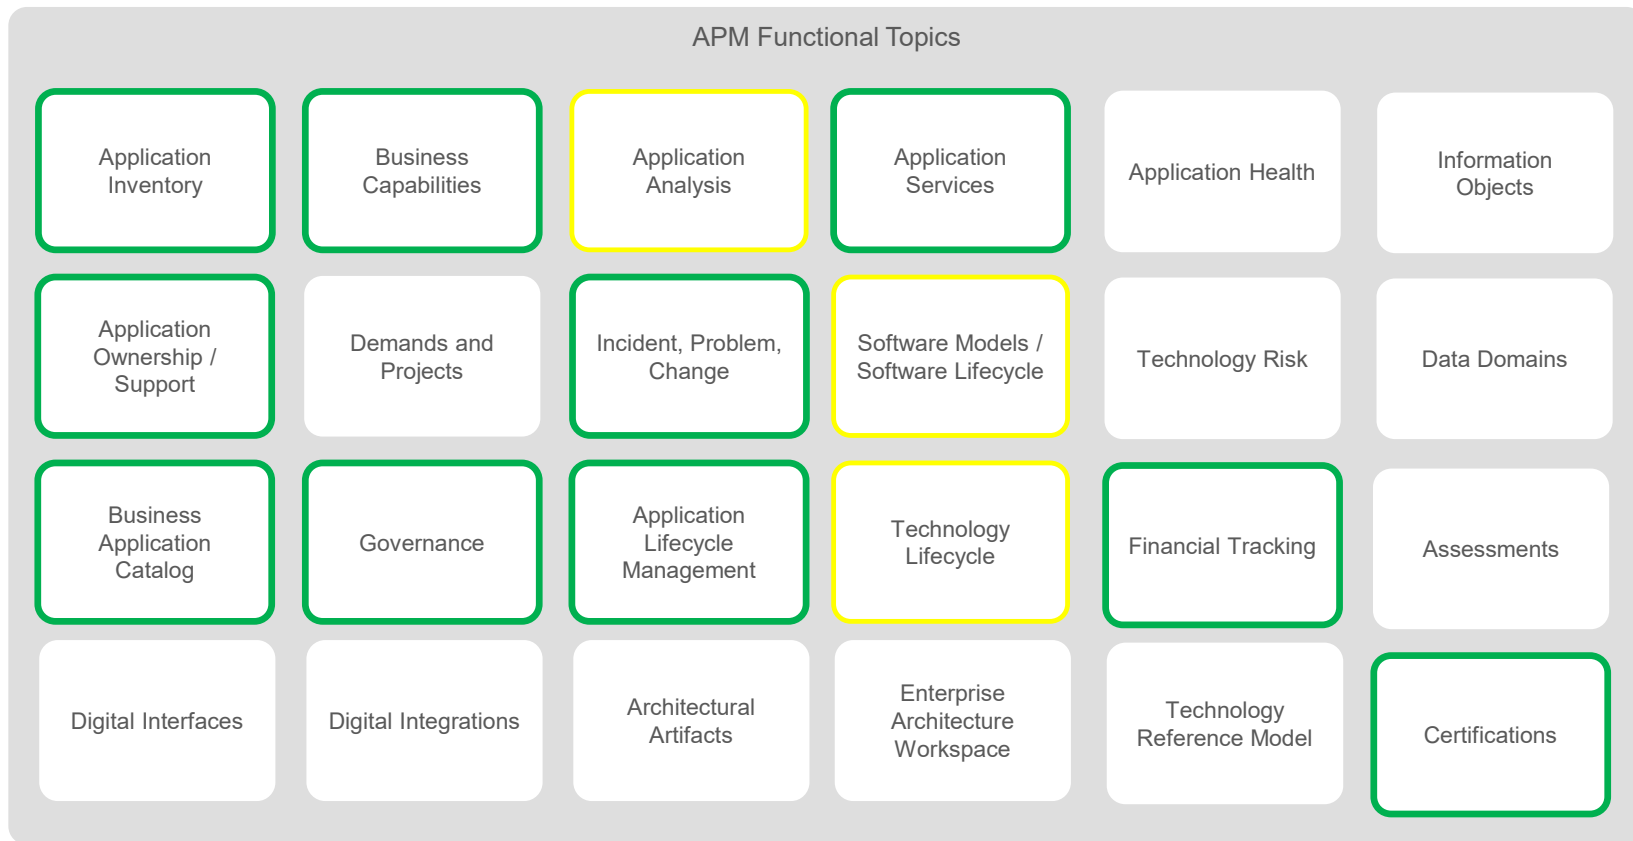 APM Functional Topics
Application
Inventory
Business
Capabilities
Application
Analysis
Application
Services
Application Health
Information
Objects
Application
Ownership /
Support
Demands and
Projects
Incident, Problem,
Change
Software Models /
Software Lifecycle
Technology Risk
Data Domains
Business
Application
Catalog
Governance
Application
Lifecycle
Management
Technology
Lifecycle
Financial Tracking
Assessments
Digital Interfaces
Digital Integrations
Architectural
Artifacts
Enterprise
Architecture
Workspace
Technology
Reference Model
Certifications